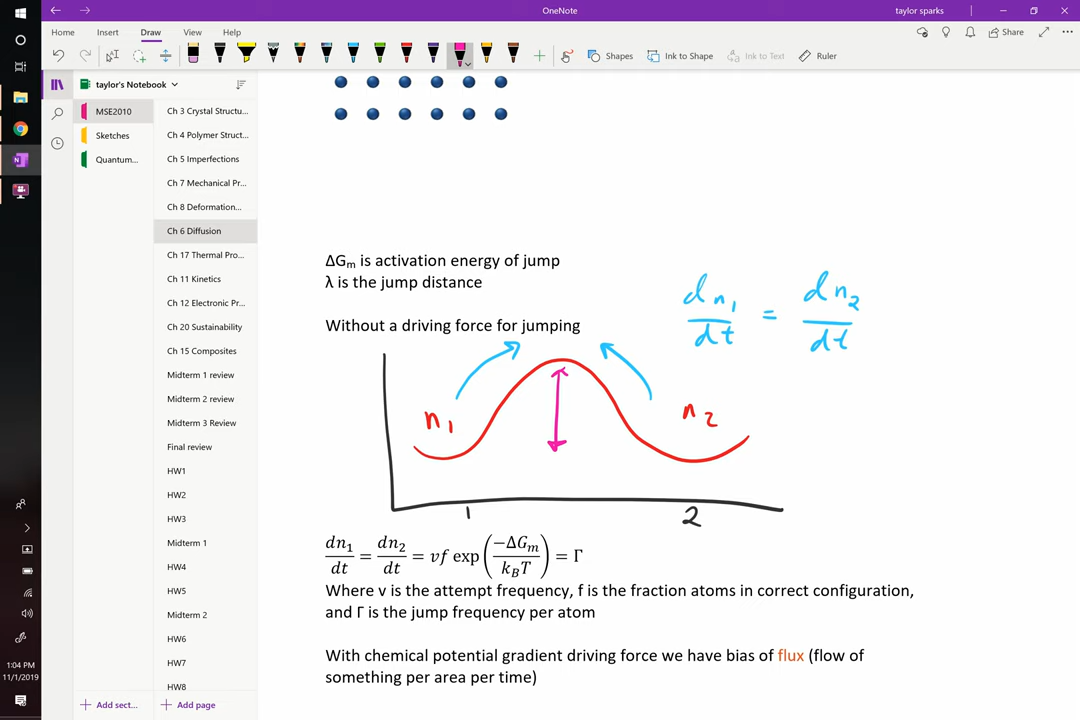 OneNote
taylor sparks
Home Insert Draw View Help
Share
Shapes
Ink to Shape
Ink to Text
Ruler
taylor's Notebook
MSE2010
Sketches
Quantum...
Ch 3 Crystal Structu...
Ch 4 Polymer Struct...
Ch 5 Imperfections
Ch 7 Mechanical Pr...
Ch 8 Deformation...
Ch 6 Diffusion
Ch 17 Thermal Pro...
Ch 11 Kinetics
Ch 12 Electronic Pr...
Ch 20 Sustainability
Ch 15 Composites
Midterm 1 review
Midterm 2 review
Midterm 3 Review
Final review
HW1
HW2
HW3
Midterm 1
HW4
HW5
Midterm 2
HW6
HW7
HW8
Add sect...
Add page
1:04 PM
11/1/2019
ΔGₘ is activation energy of jump
λ is the jump distance
dn₁/dt = dn₂/dt
Without a driving force for jumping
n₁
n₂
1 2
dn₁/dt = dn₂/dt = vf exp(−ΔGₘ/k_BT) = Γ
Where v is the attempt frequency, f is the fraction atoms in correct configuration,
and Γ is the jump frequency per atom
With chemical potential gradient driving force we have bias of flux (flow of
something per area per time)